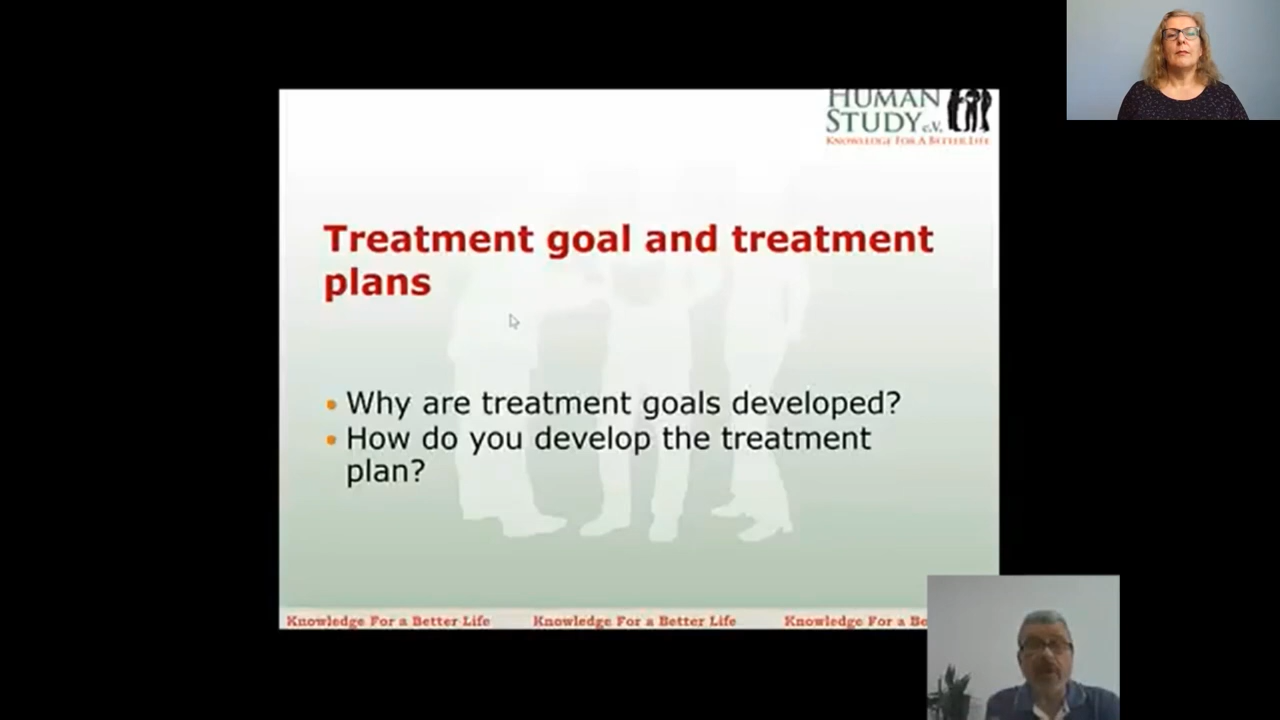 HUMAN
STUDY e.V.
KNOWLEDGE FOR A BETTER LIFE
Treatment goal and treatment
plans
• Why are treatment goals developed?
• How do you develop the treatment
plan?
Knowledge For a Better Life Knowledge For a Better Life Knowledge For a Be